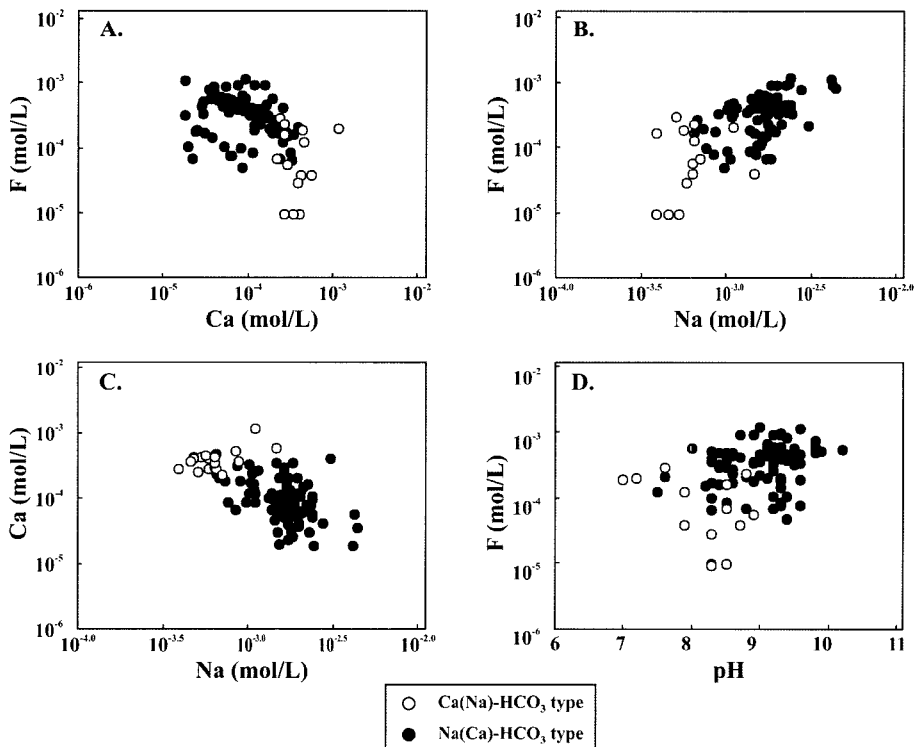 A.
10⁻²
10⁻³
10⁻⁴
10⁻⁵
10⁻⁶
F (mol/L)
10⁻⁶
10⁻⁵
10⁻⁴
10⁻³
10⁻²
Ca (mol/L)
B.
10⁻²
10⁻³
10⁻⁴
10⁻⁵
10⁻⁶
F (mol/L)
10⁻⁴·⁰
10⁻³·⁵
10⁻³·⁰
10⁻²·⁵
10⁻²·⁰
Na (mol/L)
C.
10⁻²
10⁻³
10⁻⁴
10⁻⁵
10⁻⁶
Ca (mol/L)
10⁻⁴·⁰
10⁻³·⁵
10⁻³·⁰
10⁻²·⁵
10⁻²·⁰
Na (mol/L)
D.
10⁻²
10⁻³
10⁻⁴
10⁻⁵
10⁻⁶
F (mol/L)
6
7
8
9
10
11
pH
Ca(Na)-HCO₃ type
Na(Ca)-HCO₃ type